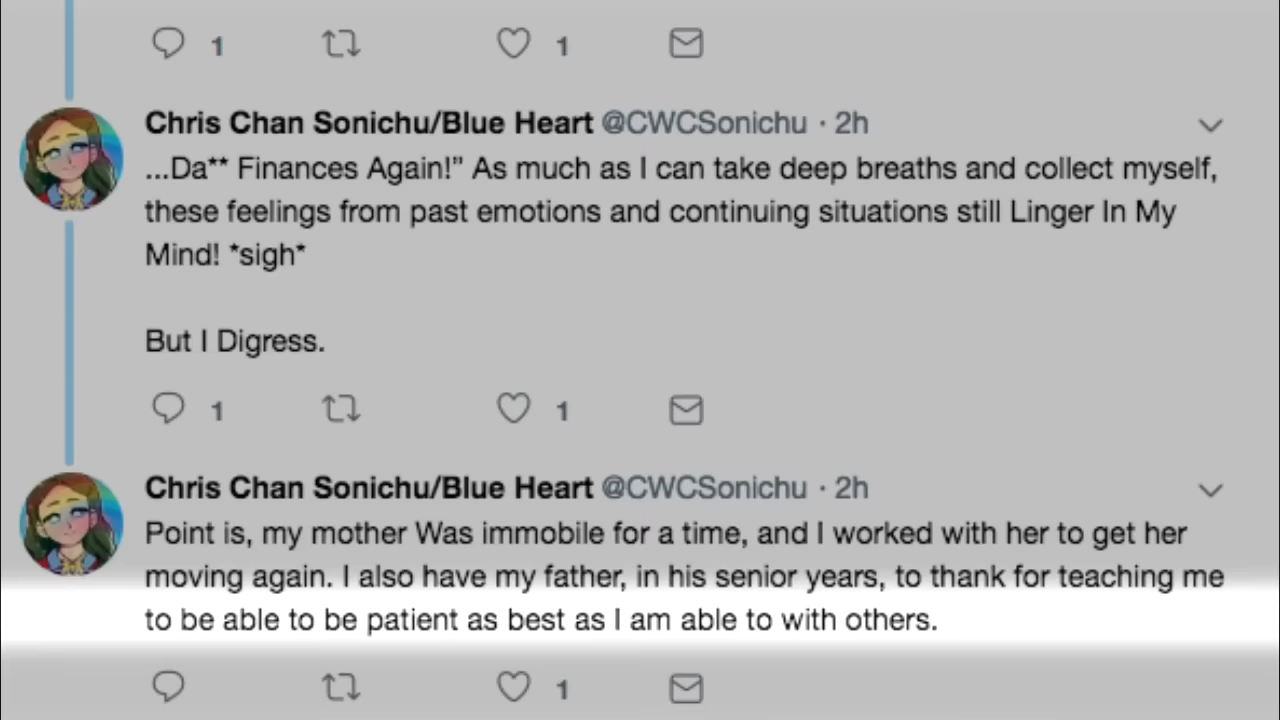 1 1
Chris Chan Sonichu/Blue Heart @CWCSonichu · 2h
...Da** Finances Again!" As much as I can take deep breaths and collect myself,
these feelings from past emotions and continuing situations still Linger In My
Mind! *sigh*
But I Digress.
1 1
Chris Chan Sonichu/Blue Heart @CWCSonichu · 2h
Point is, my mother Was immobile for a time, and I worked with her to get her
moving again. I also have my father, in his senior years, to thank for teaching me
to be able to be patient as best as I am able to with others.
1